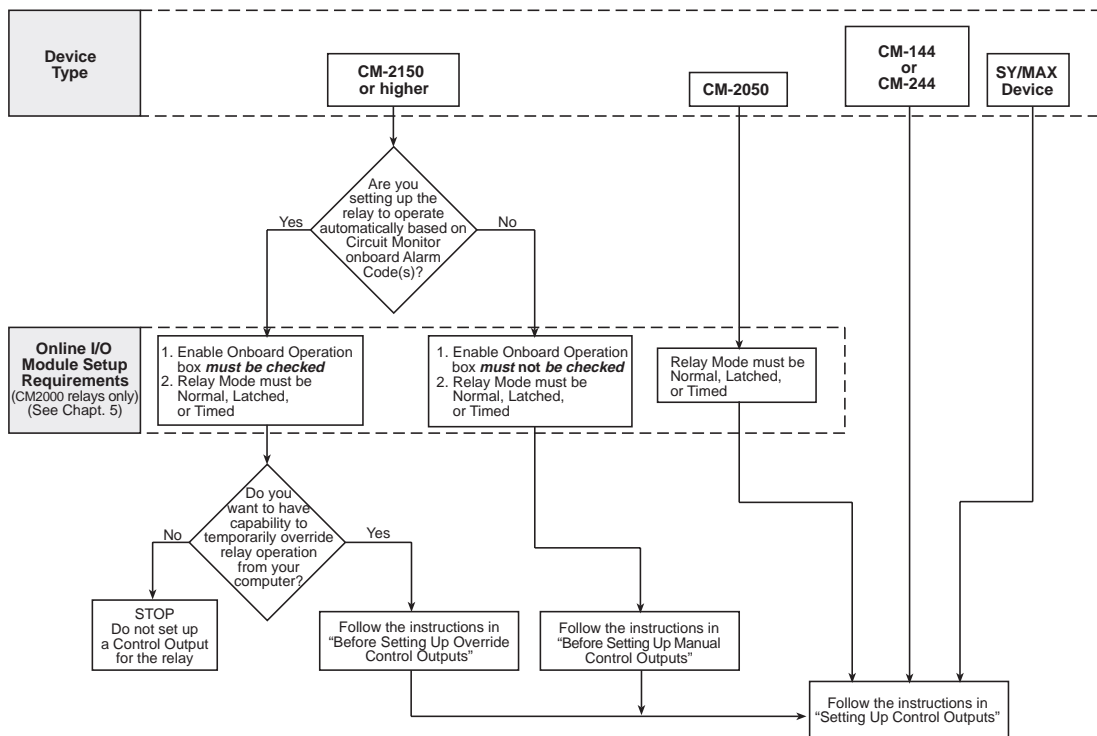 Device
Type
CM-2150
or higher
CM-2050
CM-144
or
CM-244
SY/MAX
Device
Are you
setting up the
relay to operate
automatically based on
Circuit Monitor
onboard Alarm
Code(s)?
Yes
No
Online I/O
Module Setup
Requirements
(CM2000 relays only)
(See Chapt. 5)
1. Enable Onboard Operation
box must be checked
2. Relay Mode must be
Normal, Latched,
or Timed
1. Enable Onboard Operation
box must not be checked
2. Relay Mode must be
Normal, Latched,
or Timed
Relay Mode must be
Normal, Latched,
or Timed
Do you
want to have
capability to
temporarily override
relay operation
from your
computer?
No
Yes
STOP
Do not set up
a Control Output
for the relay
Follow the instructions in
“Before Setting Up Override
Control Outputs”
Follow the instructions in
“Before Setting Up Manual
Control Outputs”
Follow the instructions in
“Setting Up Control Outputs”